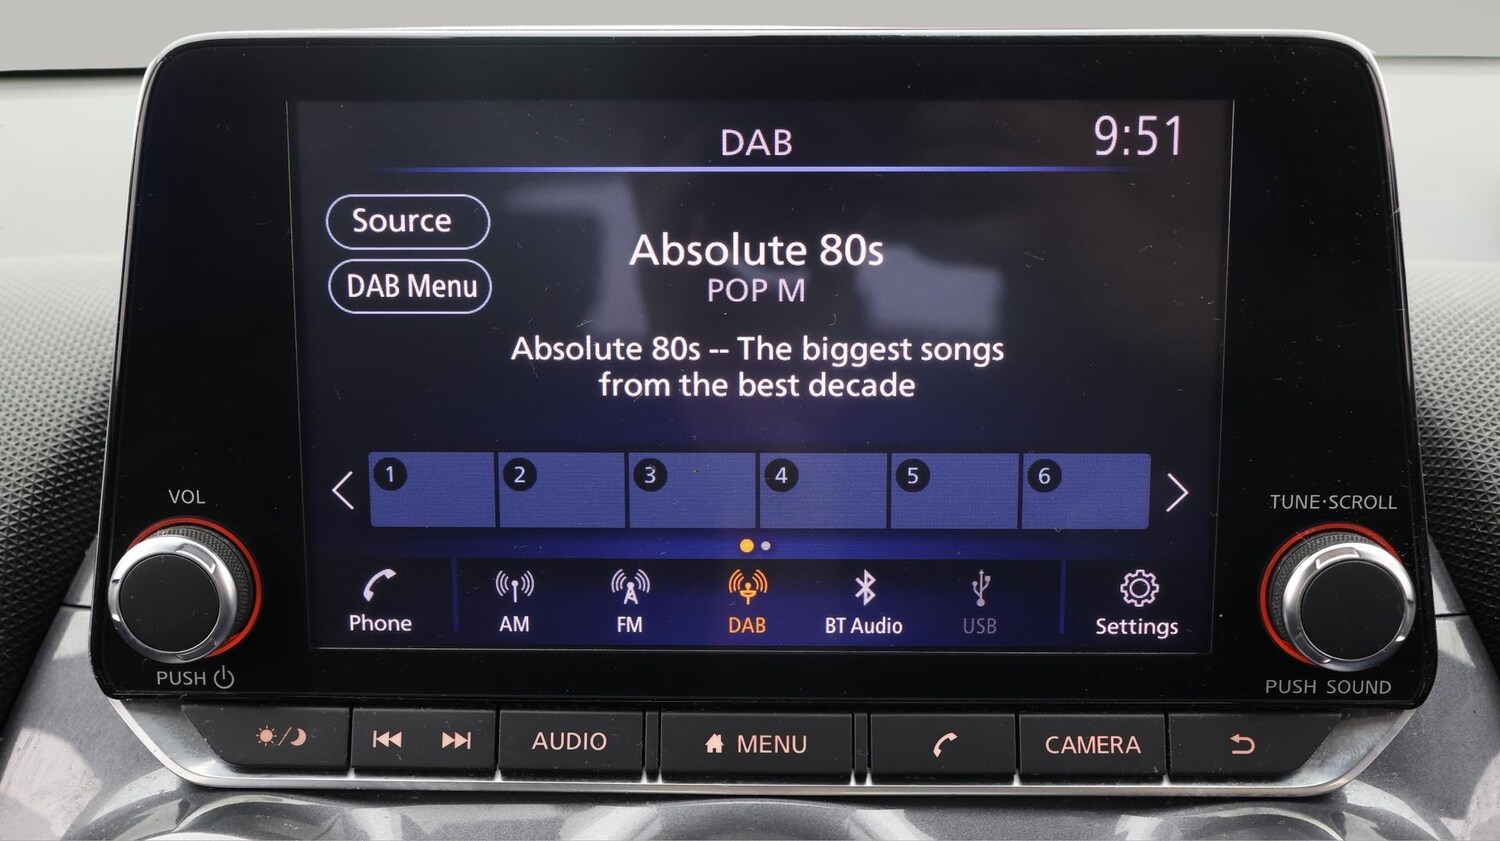 DAB
9:51
Source
DAB Menu
Absolute 80s
POP M
Absolute 80s -- The biggest songs
from the best decade
1 2 3 4 5 6
VOL
TUNE·SCROLL
Phone AM FM DAB BT Audio USB Settings
PUSH
PUSH SOUND
AUDIO MENU CAMERA